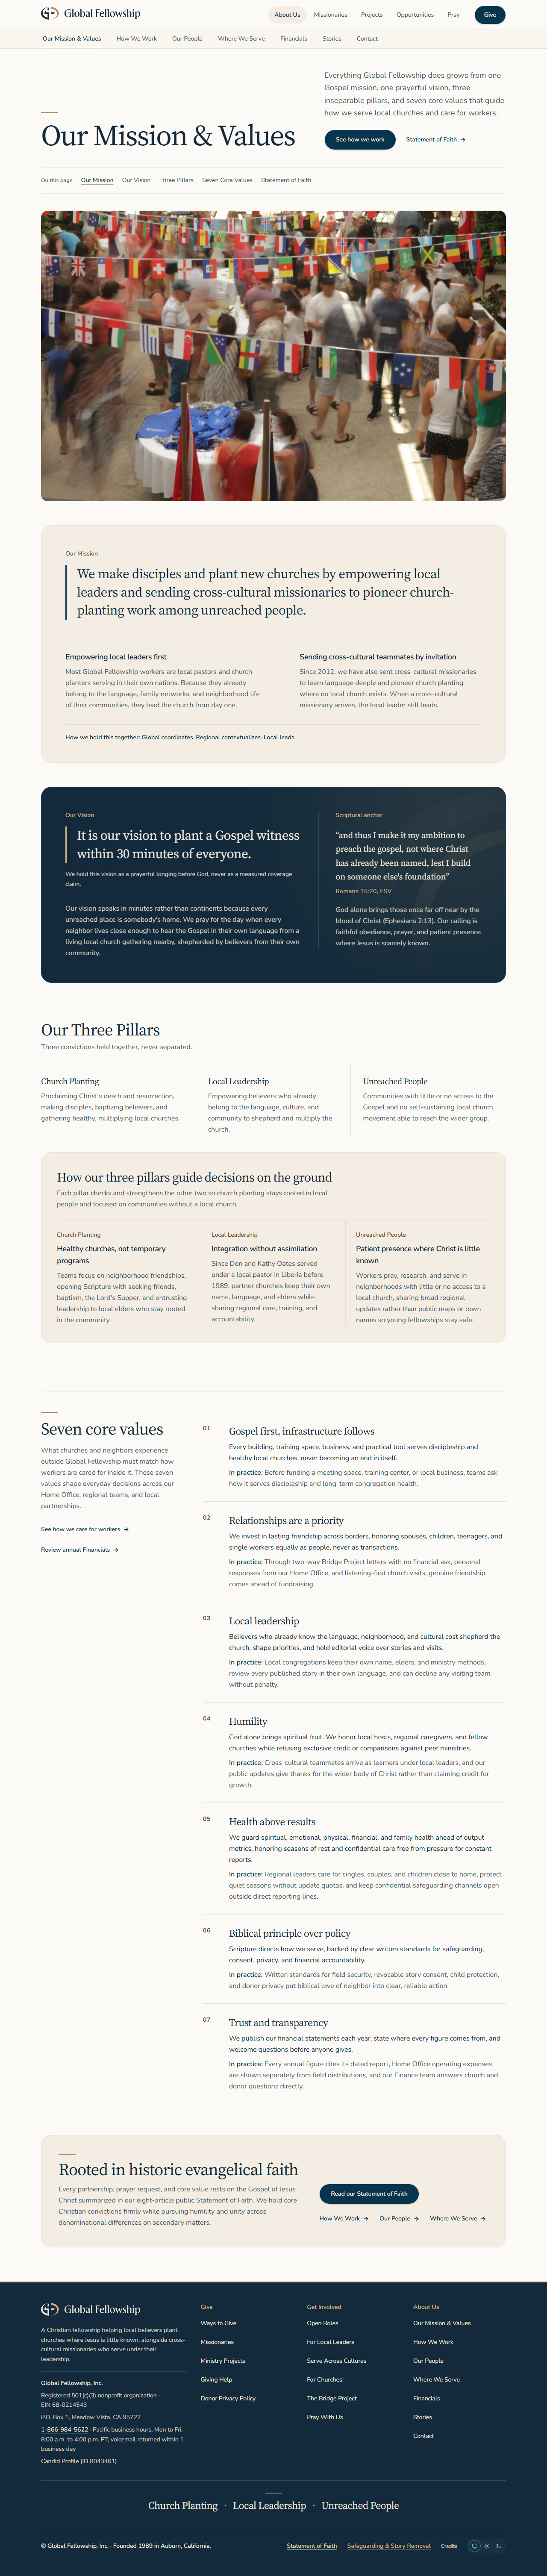 Global Fellowship
About Us
Missionaries
Projects
Opportunities
Pray
Give
Our Mission & Values
How We Work
Our People
Where We Serve
Financials
Stories
Contact
Our Mission & Values
Everything Global Fellowship does grows from one
Gospel mission, one prayerful vision, three
inseparable pillars, and seven core values that guide
how we serve local churches and care for workers.
See how we work
Statement of Faith →
On this page
Our Mission
Our Vision
Three Pillars
Seven Core Values
Statement of Faith
Our Mission
We make disciples and plant new churches by empowering local
leaders and sending cross-cultural missionaries to pioneer church-
planting work among unreached people.
Empowering local leaders first
Most Global Fellowship workers are local pastors and church
planters serving in their own nations. Because they already
belong to the language, family networks, and neighborhood life
of their communities, they lead the church from day one.
Sending cross-cultural teammates by invitation
Since 2012, we have also sent cross-cultural missionaries
to learn language deeply and pioneer church planting
where no local church exists. When a cross-cultural
missionary arrives, the local leader still leads.
How we hold this together: Global coordinates. Regional contextualizes. Local leads.
Our Vision
It is our vision to plant a Gospel witness
within 30 minutes of everyone.
We hold this vision as a prayerful longing before God, never as a measured coverage
claim.
Our vision speaks in minutes rather than continents because every
unreached place is somebody's home. We pray for the day when every
neighbor lives close enough to hear the Gospel in their own language from a
living local church gathering nearby, shepherded by believers from their own
community.
Scriptural anchor
"and thus I make it my ambition to
preach the gospel, not where Christ
has already been named, lest I build
on someone else's foundation"
Romans 15:20, ESV
God alone brings those once far off near by the
blood of Christ (Ephesians 2:13). Our calling is
faithful obedience, prayer, and patient presence
where Jesus is scarcely known.
Our Three Pillars
Three convictions held together, never separated.
Church Planting
Proclaiming Christ's death and resurrection,
making disciples, baptizing believers, and
gathering healthy, multiplying local churches.
Local Leadership
Empowering believers who already
belong to the language, culture, and
community to shepherd and multiply the
church.
Unreached People
Communities with little or no access to the
Gospel and no self-sustaining local church
movement able to reach the wider group.
How our three pillars guide decisions on the ground
Each pillar checks and strengthens the other two so church planting stays rooted in local
people and focused on communities without a local church.
Church Planting
Healthy churches, not temporary
programs
Teams focus on neighborhood friendships,
opening Scripture with seeking friends,
baptism, the Lord's Supper, and entrusting
leadership to local elders who stay rooted
in the community.
Local Leadership
Integration without assimilation
Since Don and Kathy Oates served
under a local pastor in Liberia before
1989, partner churches keep their own
name, language, and elders while
sharing regional care, training, and
accountability.
Unreached People
Patient presence where Christ is little
known
Workers pray, research, and serve in
neighborhoods with little or no access to a
local church, sharing broad regional
updates rather than public maps or town
names so young fellowships stay safe.
Seven core values
What churches and neighbors experience
outside Global Fellowship must match how
workers are cared for inside it. These seven
values shape everyday decisions across our
Home Office, regional teams, and local
partnerships.
See how we care for workers →
Review annual Financials →
01
Gospel first, infrastructure follows
Every building, training space, business, and practical tool serves discipleship and
healthy local churches, never becoming an end in itself.
In practice: Before funding a meeting space, training center, or local business, teams ask
how it serves discipleship and long-term congregation health.
02
Relationships are a priority
We invest in lasting friendship across borders, honoring spouses, children, teenagers, and
single workers equally as people, never as transactions.
In practice: Through two-way Bridge Project letters with no financial ask, personal
responses from our Home Office, and listening-first church visits, genuine friendship
comes ahead of fundraising.
03
Local leadership
Believers who already know the language, neighborhood, and cultural cost shepherd the
church, shape priorities, and hold editorial voice over stories and visits.
In practice: Local congregations keep their own name, elders, and ministry methods,
review every published story in their own language, and can decline any visiting team
without penalty.
04
Humility
God alone brings spiritual fruit. We honor local hosts, regional caregivers, and fellow
churches while refusing exclusive credit or comparisons against peer ministries.
In practice: Cross-cultural teammates arrive as learners under local leaders, and our
public updates give thanks for the wider body of Christ rather than claiming credit for
growth.
05
Health above results
We guard spiritual, emotional, physical, financial, and family health ahead of output
metrics, honoring seasons of rest and confidential care free from pressure for constant
reports.
In practice: Regional leaders care for singles, couples, and children close to home, protect
quiet seasons without update quotas, and keep confidential safeguarding channels open
outside direct reporting lines.
06
Biblical principle over policy
Scripture directs how we serve, backed by clear written standards for safeguarding,
consent, privacy, and financial accountability.
In practice: Written standards for field security, revocable story consent, child protection,
and donor privacy put biblical love of neighbor into clear, reliable action.
07
Trust and transparency
We publish our financial statements each year, state where every figure comes from, and
welcome questions before anyone gives.
In practice: Every annual figure cites its dated report, Home Office operating expenses
are shown separately from field distributions, and our Finance team answers church and
donor questions directly.
Rooted in historic evangelical faith
Every partnership, prayer request, and core value rests on the Gospel of Jesus
Christ summarized in our eight-article public Statement of Faith. We hold core
Christian convictions firmly while pursuing humility and unity across
denominational differences on secondary matters.
Read our Statement of Faith
How We Work →
Our People →
Where We Serve →
Global Fellowship
A Christian fellowship helping local believers plant
churches where Jesus is little known, alongside cross-
cultural missionaries who serve under their
leadership.
Global Fellowship, Inc.
Registered 501(c)(3) nonprofit organization ·
EIN 68-0214543
P.O. Box 1, Meadow Vista, CA 95722
1-866-984-5622 · Pacific business hours, Mon to Fri,
8:00 a.m. to 4:00 p.m. PT; voicemail returned within 1
business day
Candid Profile (ID 8043461)
Give
Ways to Give
Missionaries
Ministry Projects
Giving Help
Donor Privacy Policy
Get Involved
Open Roles
For Local Leaders
Serve Across Cultures
For Churches
The Bridge Project
Pray With Us
About Us
Our Mission & Values
How We Work
Our People
Where We Serve
Financials
Stories
Contact
Church Planting · Local Leadership · Unreached People
© Global Fellowship, Inc. · Founded 1989 in Auburn, California.
Statement of Faith
Safeguarding & Story Removal
Credits